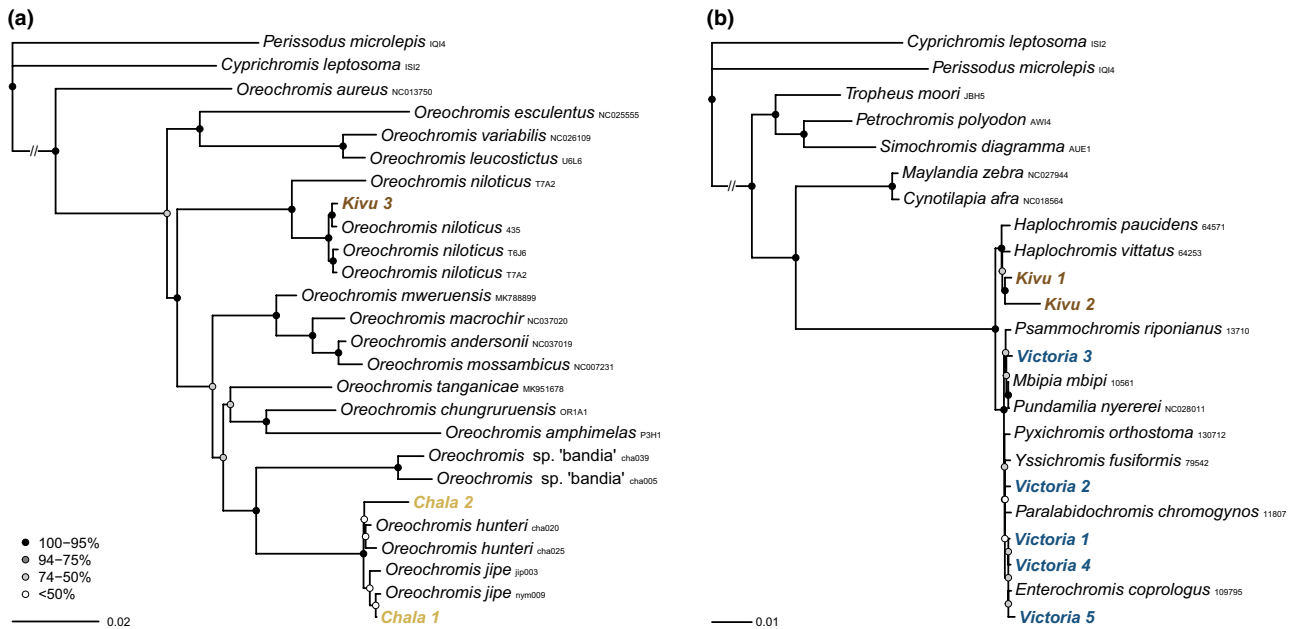 (a)
Perissodus microlepis IQI4
Cyprichromis leptosoma ISI2
Oreochromis aureus NC013750
Oreochromis esculentus NC025555
Oreochromis variabilis NC026109
Oreochromis leucostictus U6L6
Oreochromis niloticus T7A2
Kivu 3
Oreochromis niloticus 435
Oreochromis niloticus T6J6
Oreochromis niloticus T7A2
Oreochromis mweruensis MK788899
Oreochromis macrochir NC037020
Oreochromis andersonii NC037019
Oreochromis mossambicus NC007231
Oreochromis tanganicae MK951678
Oreochromis chungruruensis OR1A1
Oreochromis amphimelas P3H1
Oreochromis sp. 'bandia' cha039
Oreochromis sp. 'bandia' cha005
Chala 2
Oreochromis hunteri cha020
Oreochromis hunteri cha025
Oreochromis jipe jip003
Oreochromis jipe nym009
Chala 1
100–95%
94–75%
74–50%
<50%
0.02
(b)
Cyprichromis leptosoma ISI2
Perissodus microlepis IQI4
Tropheus moori JBH5
Petrochromis polyodon AWI4
Simochromis diagramma AUE1
Maylandia zebra NC027944
Cynotilapia afra NC018564
Haplochromis paucidens 64571
Haplochromis vittatus 64253
Kivu 1
Kivu 2
Psammochromis riponianus 13710
Victoria 3
Mbipia mbipi 10561
Pundamilia nyererei NC028011
Pyxichromis orthostoma 130712
Yssichromis fusiformis 79542
Victoria 2
Paralabidochromis chromogynos 11807
Victoria 1
Victoria 4
Enterochromis coprologus 109795
Victoria 5
0.01